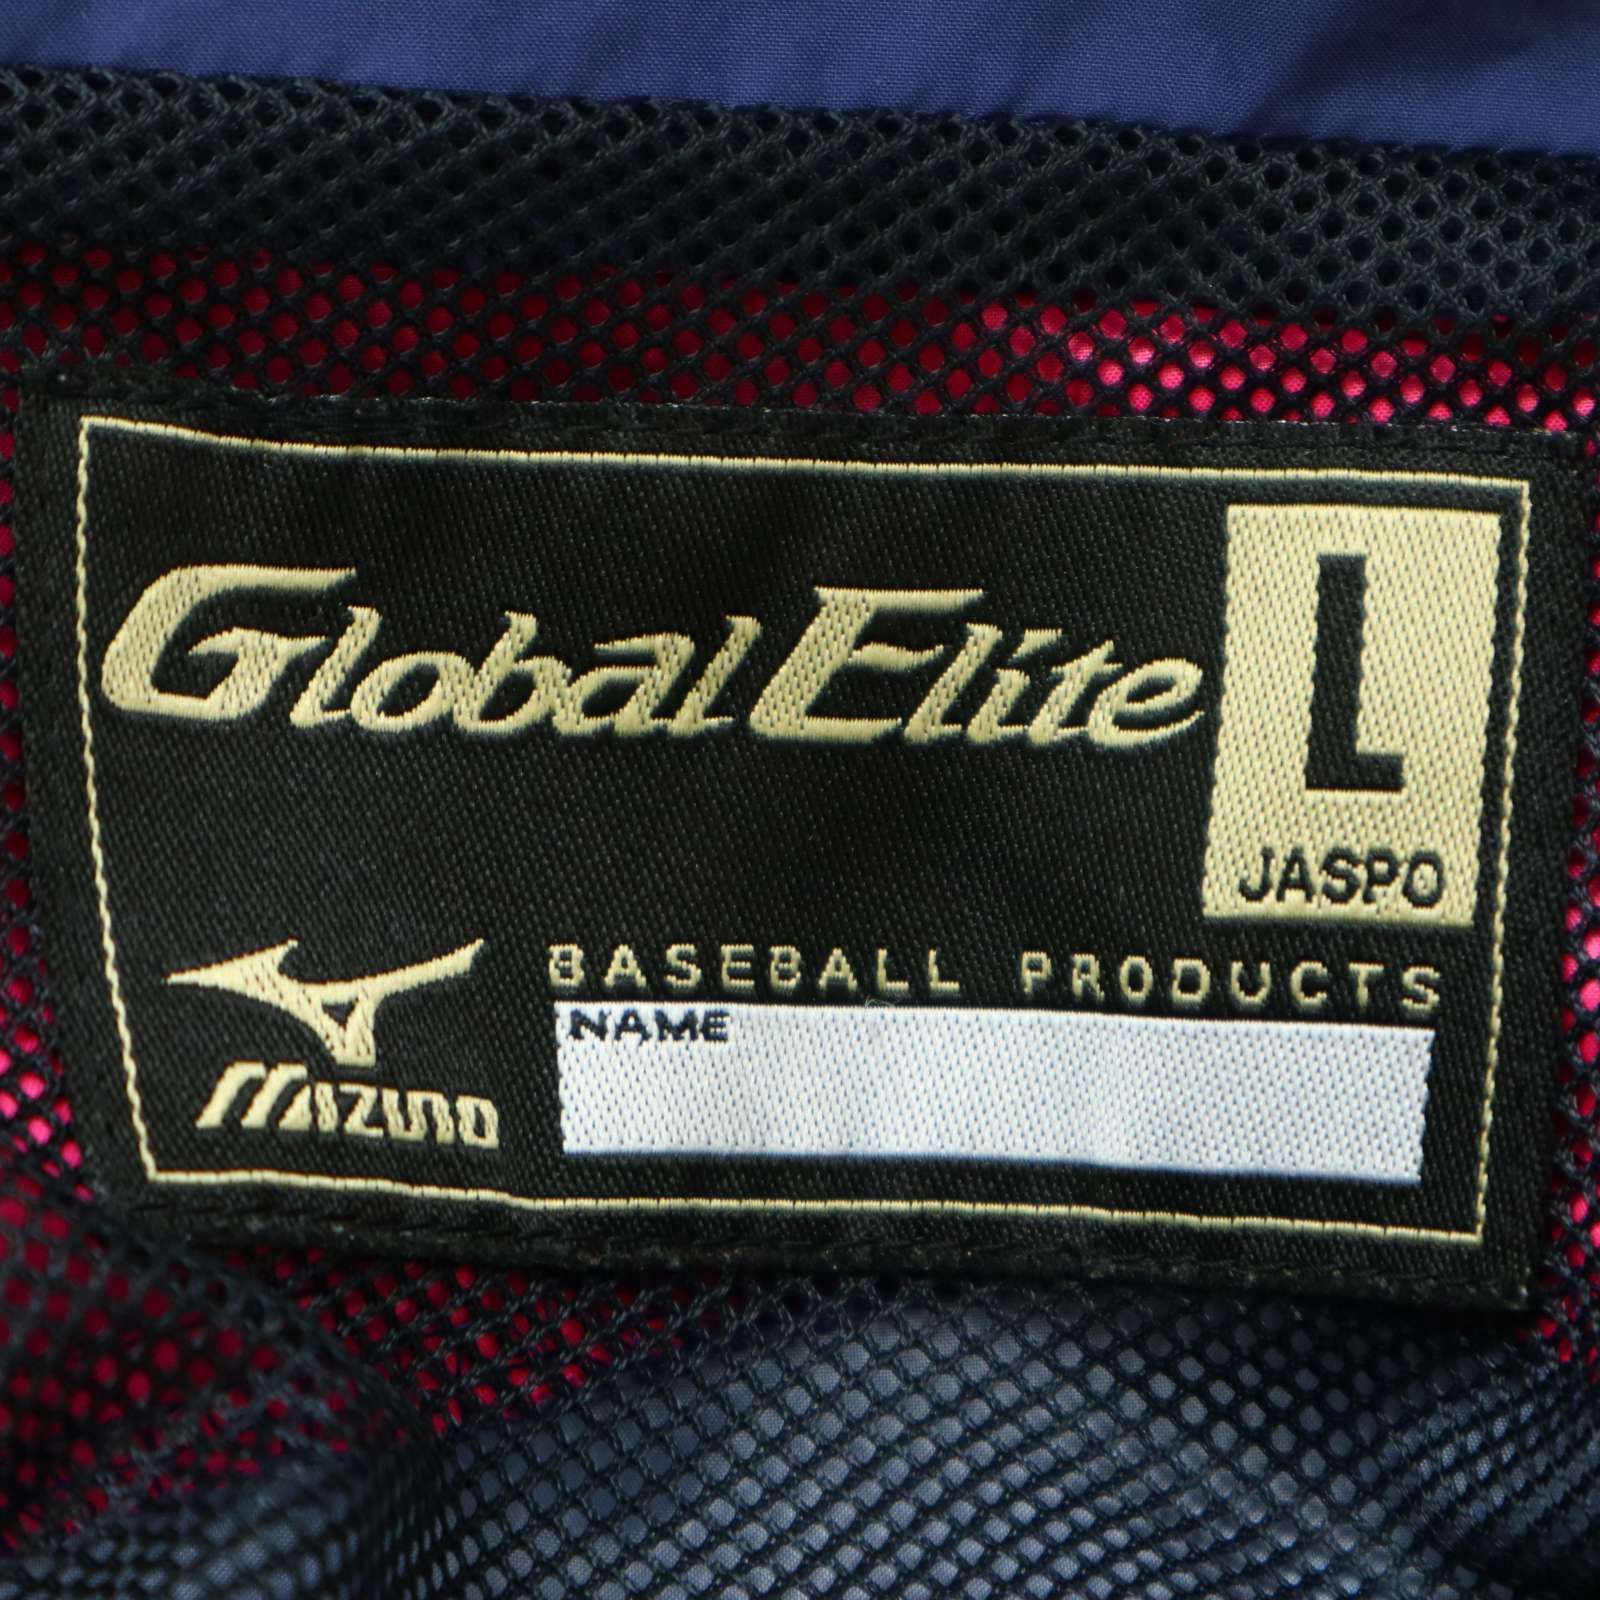 Global Elite
L
JASPO
MIZUNO
BASEBALL PRODUCTS
NAME